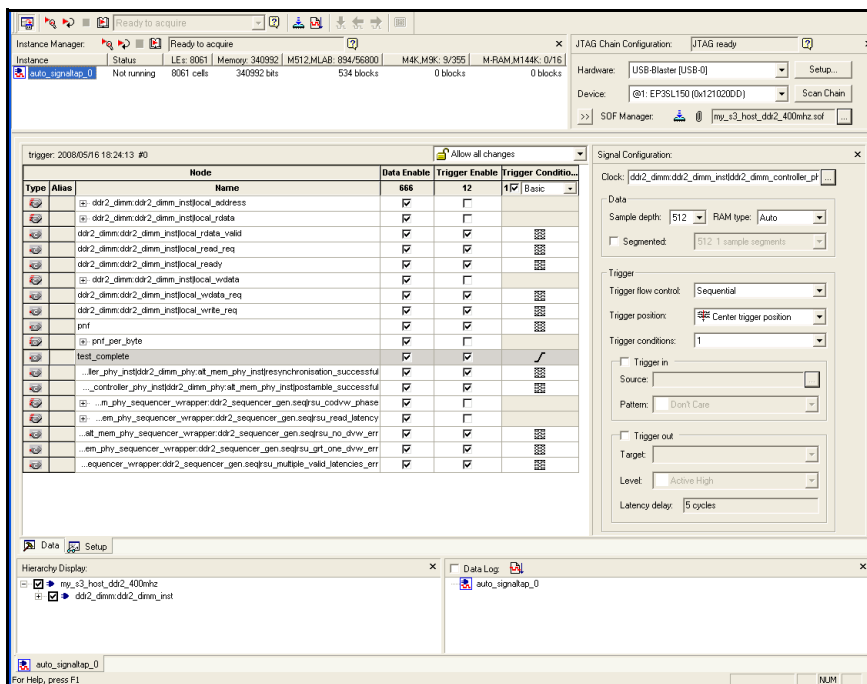 Ready to acquire
Instance Manager: Ready to acquire
Instance Status LEs: 8061 Memory: 340992 M512,MLAB: 894/56800 M4K,M9K: 9/355 M-RAM,M144K: 0/16
auto_signaltap_0 Not running 8061 cells 340992 bits 534 blocks 0 blocks 0 blocks
JTAG Chain Configuration: JTAG ready
Hardware: USB-Blaster [USB-0] Setup...
Device: @1: EP3SL150 (0x121020DD) Scan Chain
>> SOF Manager: my_s3_host_ddr2_400mhz.sof ...
trigger: 2008/05/16 18:24:13 #0 Allow all changes
Node Data Enable Trigger Enable Trigger Conditio...
Type Alias Name 666 12 1 Basic
ddr2_dimm:ddr2_dimm_inst|local_address
ddr2_dimm:ddr2_dimm_inst|local_rdata
ddr2_dimm:ddr2_dimm_inst|local_rdata_valid
ddr2_dimm:ddr2_dimm_inst|local_read_req
ddr2_dimm:ddr2_dimm_inst|local_ready
ddr2_dimm:ddr2_dimm_inst|local_wdata
ddr2_dimm:ddr2_dimm_inst|local_wdata_req
ddr2_dimm:ddr2_dimm_inst|local_write_req
pnf
pnf_per_byte
test_complete
...ller_phy_inst|ddr2_dimm_phy:alt_mem_phy_inst|resynchronisation_successful
..._controller_phy_inst|ddr2_dimm_phy:alt_mem_phy_inst|postamble_successful
...m_phy_sequencer_wrapper:ddr2_sequencer_gen.seq|rsu_codvw_phase
...em_phy_sequencer_wrapper:ddr2_sequencer_gen.seq|rsu_read_latency
...alt_mem_phy_sequencer_wrapper:ddr2_sequencer_gen.seq|rsu_no_dvw_err
...em_phy_sequencer_wrapper:ddr2_sequencer_gen.seq|rsu_grt_one_dvw_err
...equencer_wrapper:ddr2_sequencer_gen.seq|rsu_multiple_valid_latencies_err
Signal Configuration:
Clock: ddr2_dimm:ddr2_dimm_inst|ddr2_dimm_controller_ph ...
Data
Sample depth: 512 RAM type: Auto
Segmented: 512 1 sample segments
Trigger
Trigger flow control: Sequential
Trigger position: Center trigger position
Trigger conditions: 1
Trigger in
Source:
Pattern: Don't Care
Trigger out
Target:
Level: Active High
Latency delay: 5 cycles
Data Setup
Hierarchy Display:
my_s3_host_ddr2_400mhz
ddr2_dimm:ddr2_dimm_inst
Data Log:
auto_signaltap_0
auto_signaltap_0
For Help, press F1 NUM